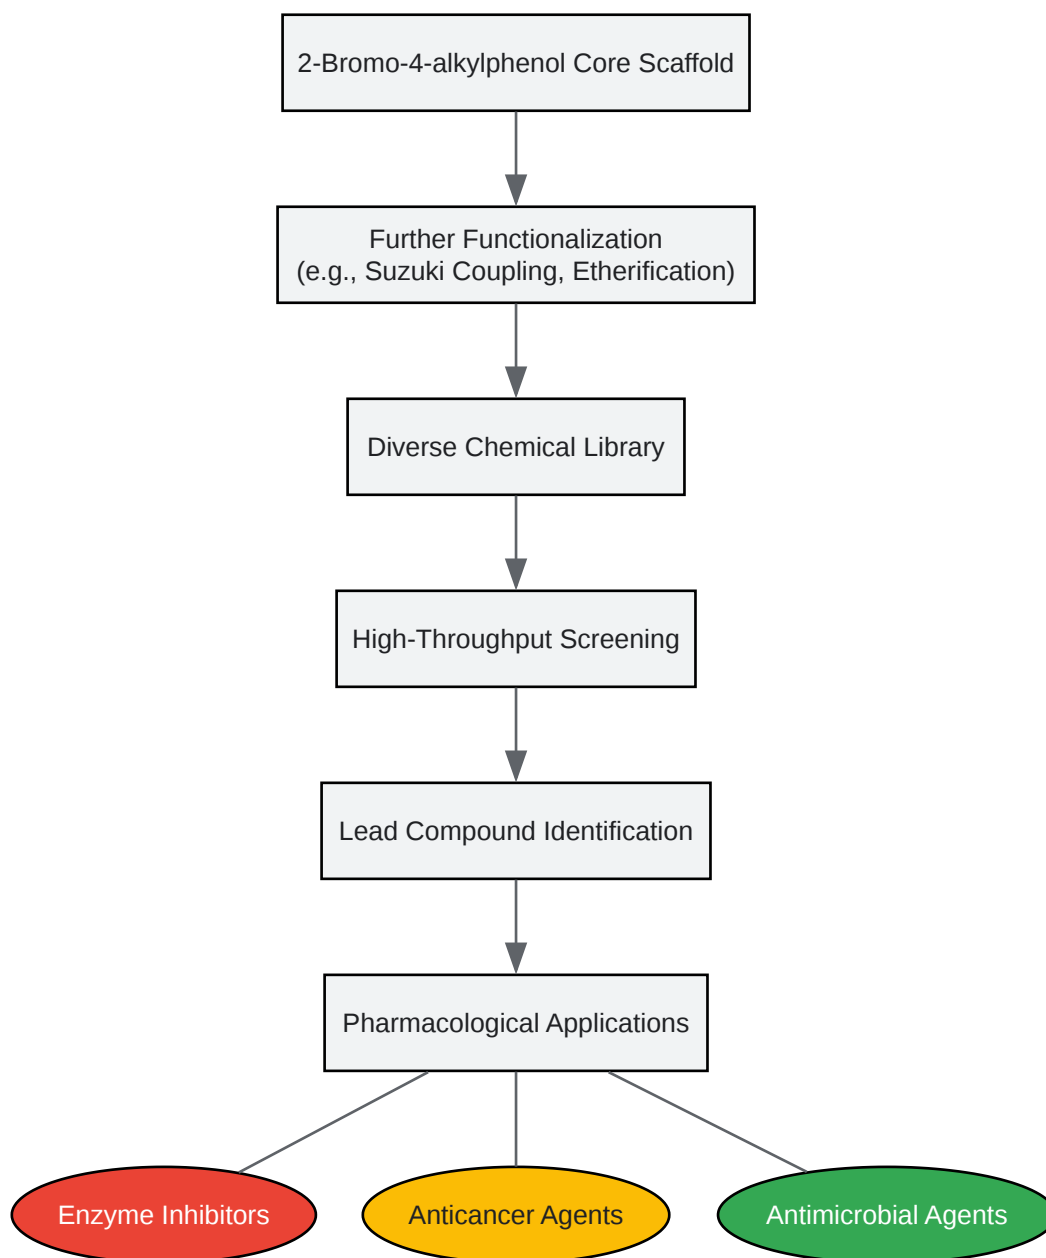 2-Bromo-4-alkylphenol Core Scaffold
Further Functionalization
(e.g., Suzuki Coupling, Etherification)
Diverse Chemical Library
High-Throughput Screening
Lead Compound Identification
Pharmacological Applications
Enzyme Inhibitors
Anticancer Agents
Antimicrobial Agents